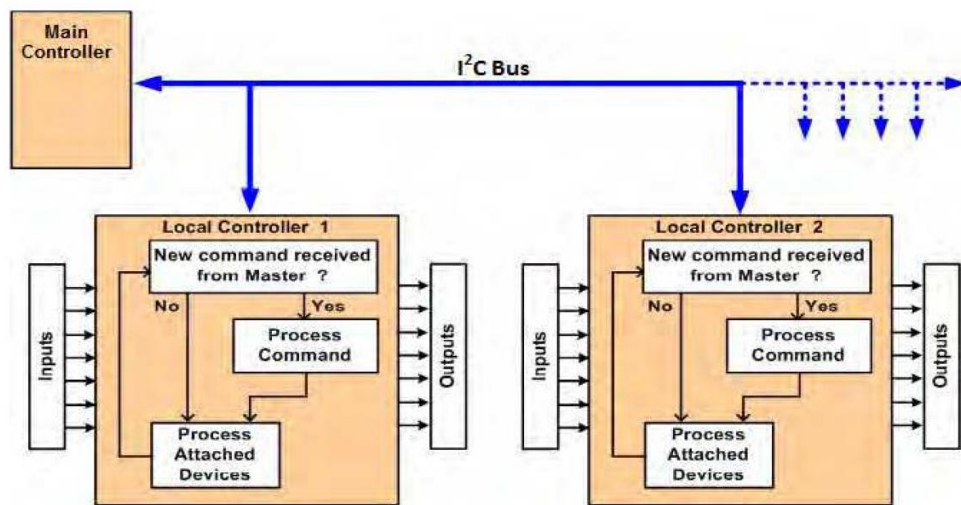 Main
Controller
I²C Bus
Local Controller 1
New command received
from Master ?
No
Yes
Process
Command
Process
Attached
Devices
Inputs
Outputs
Local Controller 2
New command received
from Master ?
No
Yes
Process
Command
Process
Attached
Devices
Inputs
Outputs